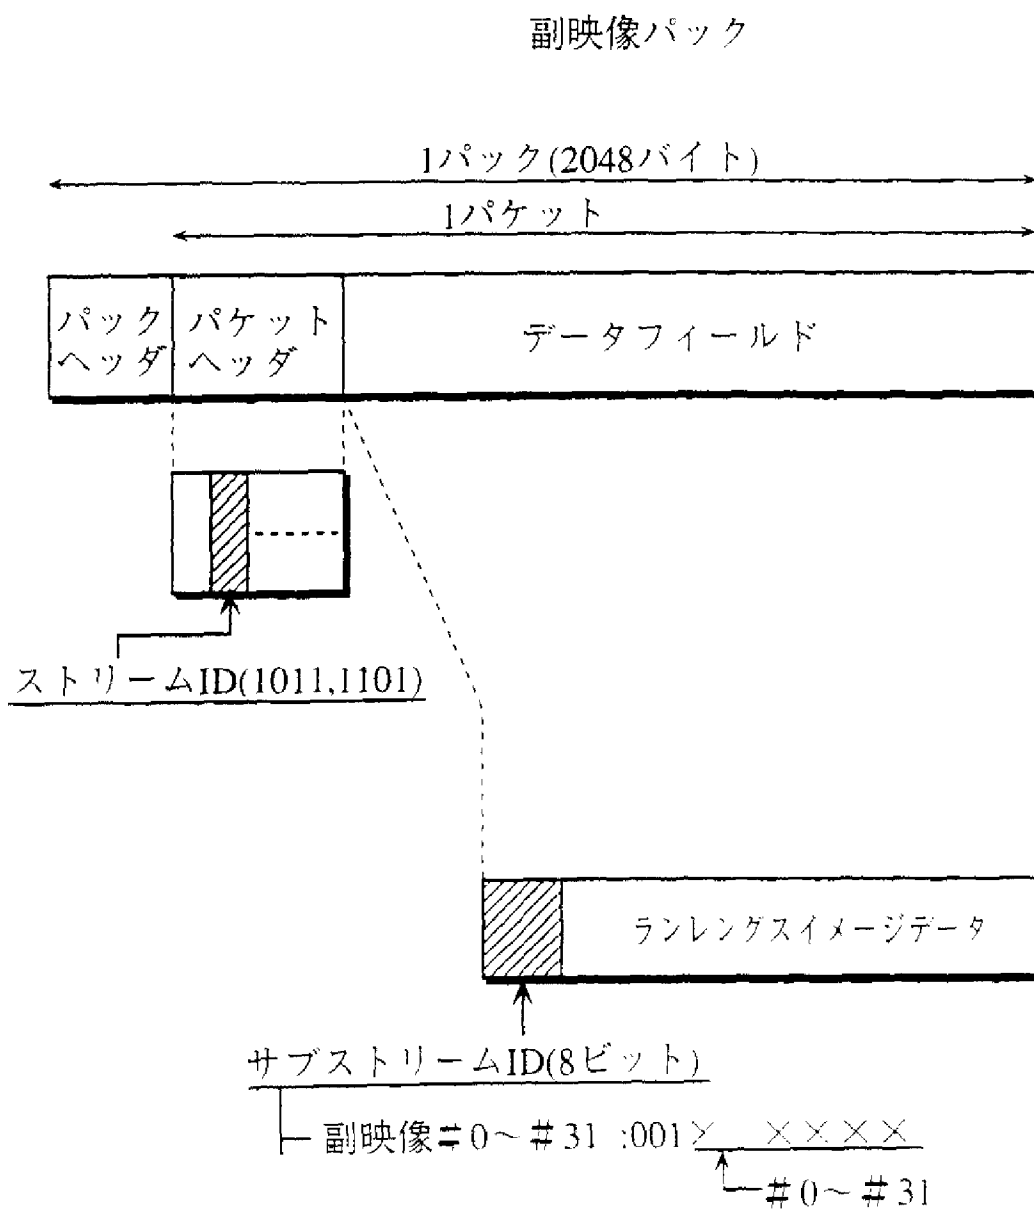 副映像パック
1パック(2048バイト)
1パケット
パック
ヘッダ
パケット
ヘッダ
データフィールド
ストリームID(1011,1101)
ランレングスイメージデータ
サブストリームID(8ビット)
副映像#0~#31 :001× ××××
#0~#31